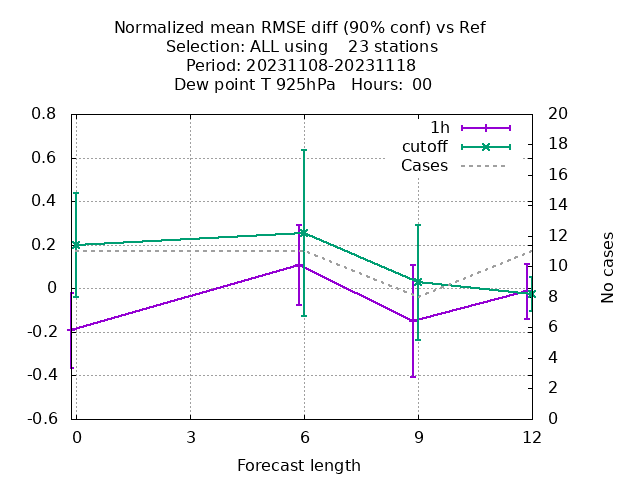 Normalized mean RMSE diff (90% conf) vs Ref
Selection: ALL using    23 stations
Period: 20231108-20231118
Dew point T 925hPa   Hours:  00
1h
cutoff
Cases
0.8
0.6
0.4
0.2
0
-0.2
-0.4
-0.6
20
18
16
14
12
10
8
6
4
2
0
No cases
0 3 6 9 12
Forecast length